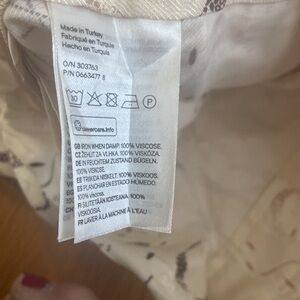 Made in Turkey
Fabriqué en Turquie
Hecho en Turquía
O/N 303763
P/N 0663477 8
30
P
clevercare.info
GB IRON WHEN DAMP. 100% VISCOSE.
CZ ŽEHLIT ZA VLHKA. 100% VISKÓZA.
DE IN FEUCHTEM ZUSTAND BÜGELN.
100% VISKOSE.
EE TRIIKIDA NIISKELT. 100% VISKOOS.
ES PLANCHAR EN ESTADO HÚMEDO.
100% viscosa.
FI SILITETÄÄN KOSTEANA. 100%
VISKOOSIA.
FR LAVER À LA MACHINE À L'EAU